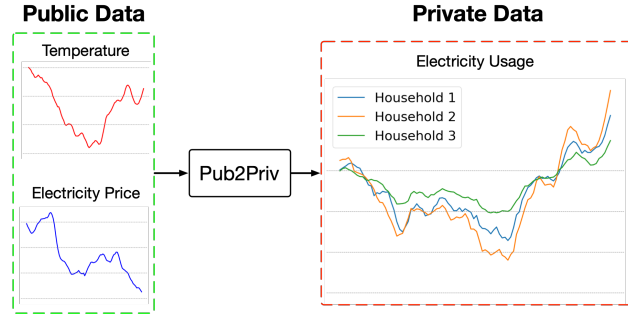 Public Data
Private Data
Temperature
Electricity Price
Pub2Priv
Electricity Usage
Household 1
Household 2
Household 3